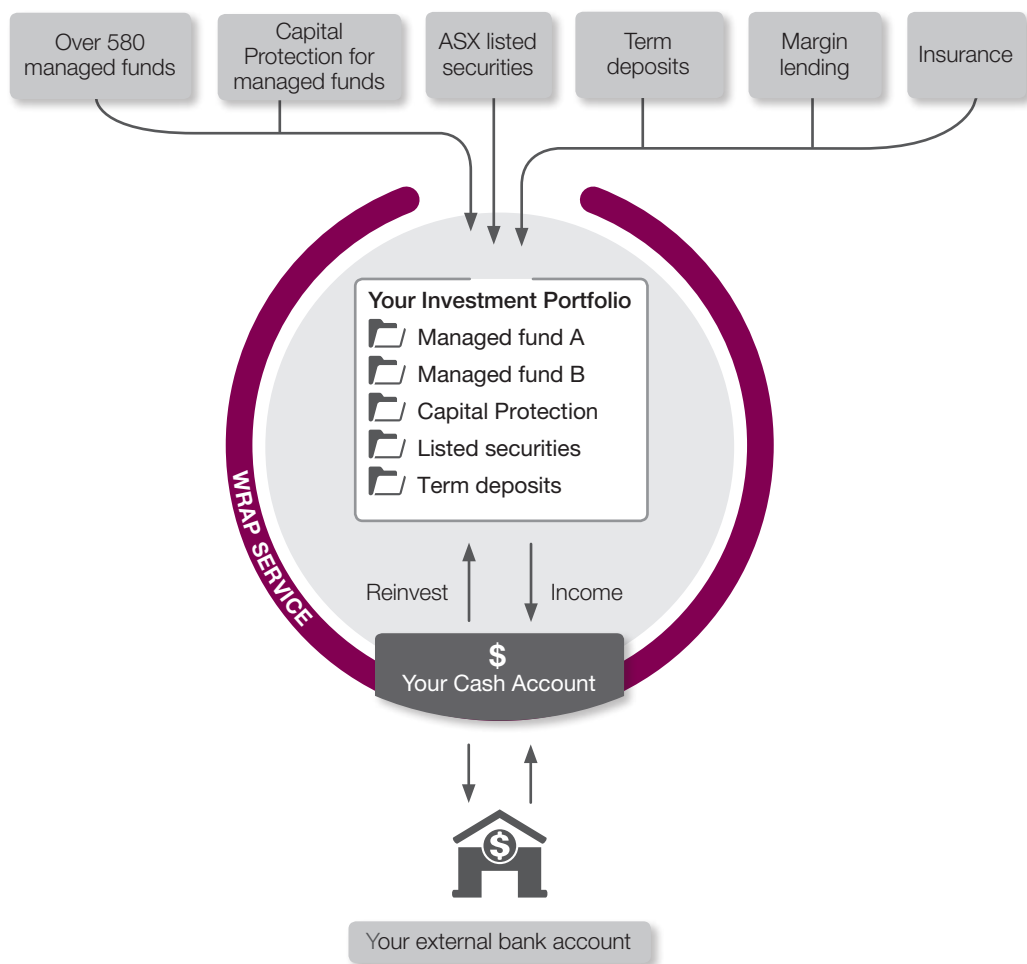 Over 580
managed funds
Capital
Protection for
managed funds
ASX listed
securities
Term
deposits
Margin
lending
Insurance
Your Investment Portfolio
Managed fund A
Managed fund B
Capital Protection
Listed securities
Term deposits
WRAP SERVICE
Reinvest
Income
$
Your Cash Account
$
Your external bank account